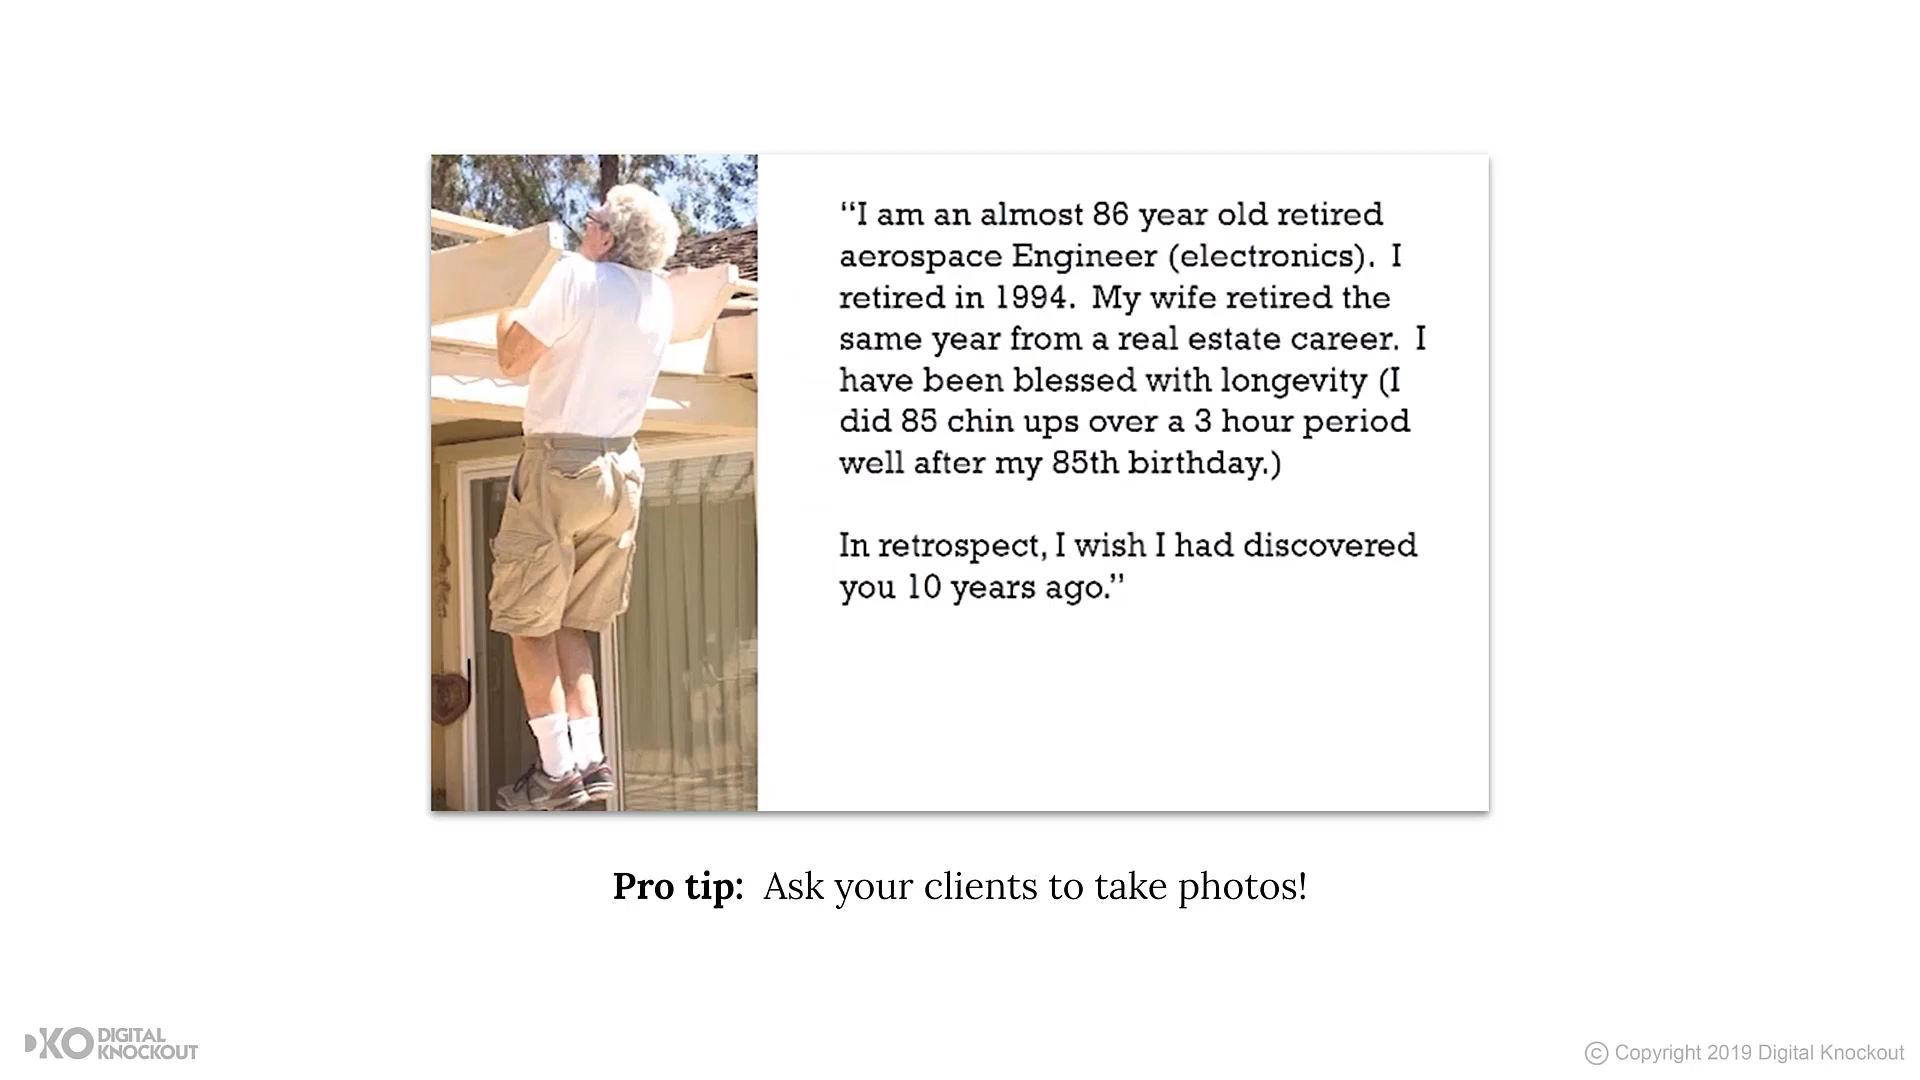 “I am an almost 86 year old retired
aerospace Engineer (electronics).  I
retired in 1994.  My wife retired the
same year from a real estate career.  I
have been blessed with longevity (I
did 85 chin ups over a 3 hour period
well after my 85th birthday.)
In retrospect, I wish I had discovered
you 10 years ago.”
Pro tip:  Ask your clients to take photos!
KO DIGITAL
KNOCKOUT
© Copyright 2019 Digital Knockout